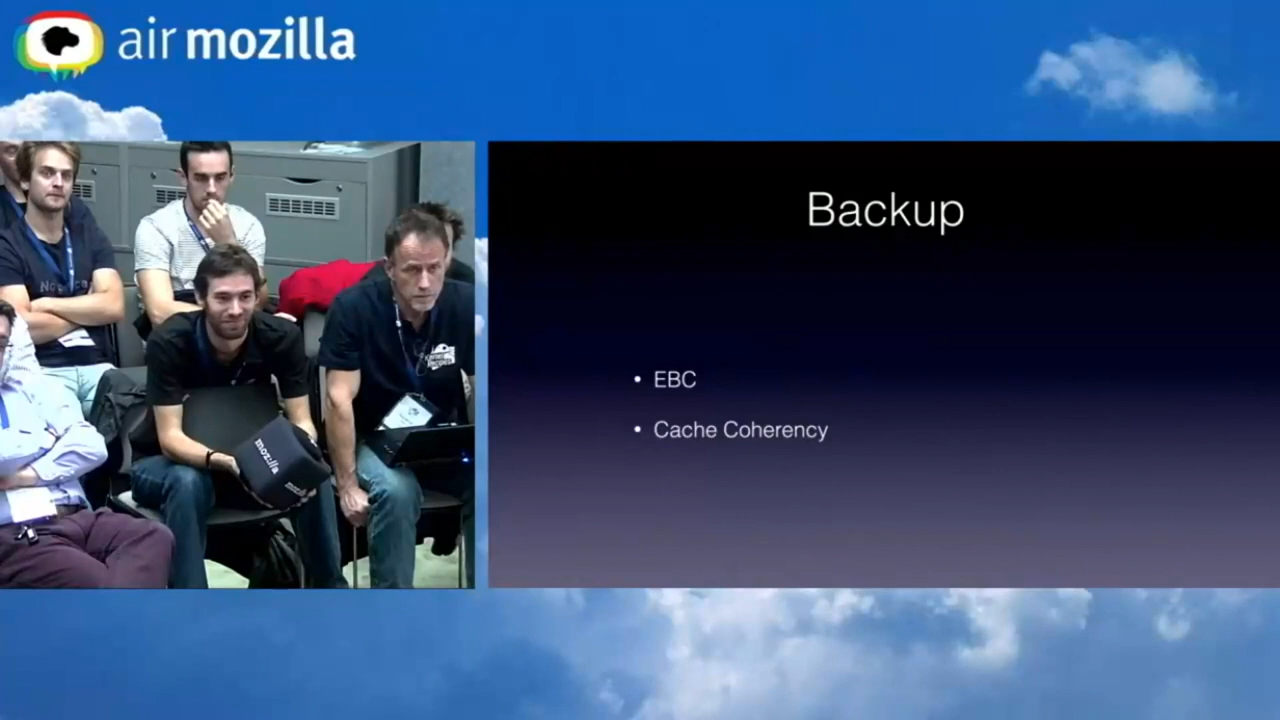 air mozilla
Backup
• EBC
• Cache Coherency
mozilla